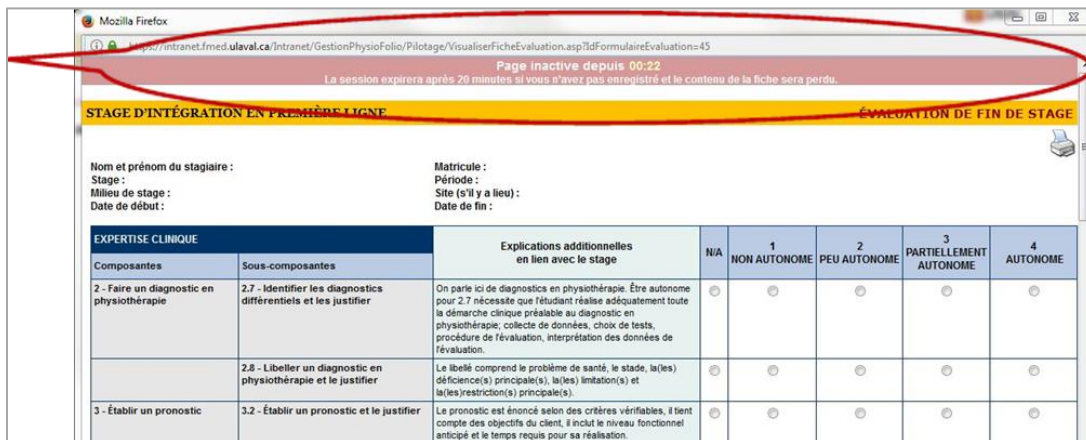 Mozilla Firefox
https://intranet.fmed.ulaval.ca/Intranet/GestionPhysioFolio/Pilotage/VisualiserFicheEvaluation.asp?IdFormulaireEvaluation=45
Page inactive depuis 00:22
La session expirera après 20 minutes si vous n'avez pas enregistré et le contenu de la fiche sera perdu.
STAGE D'INTÉGRATION EN PREMIÈRE LIGNE
ÉVALUATION DE FIN DE STAGE
Nom et prénom du stagiaire :
Stage :
Milieu de stage :
Date de début :
Matricule :
Période :
Site (s'il y a lieu) :
Date de fin :
EXPERTISE CLINIQUE
Composantes
Sous-composantes
Explications additionnelles
en lien avec le stage
N/A
1
NON AUTONOME
2
PEU AUTONOME
3
PARTIELLEMENT
AUTONOME
4
AUTONOME
2 - Faire un diagnostic en
physiothérapie
2.7 - Identifier les diagnostics
différentiels et les justifier
On parle ici de diagnostics en physiothérapie. Être autonome
pour 2.7 nécessite que l'étudiant réalise adéquatement toute
la démarche clinique préalable au diagnostic en
physiothérapie; collecte de données, choix de tests,
procédure de l'évaluation, interprétation des données de
l'évaluation.
2.8 - Libeller un diagnostic en
physiothérapie et le justifier
Le libellé comprend le problème de santé, le stade, la(les)
déficience(s) principale(s), la(les) limitation(s) et
la(les)restriction(s) principale(s).
3 - Établir un pronostic
3.2 - Établir un pronostic et le justifier
Le pronostic est énoncé selon des critères vérifiables, il tient
compte des objectifs du client, il inclut le niveau fonctionnel
anticipé et le temps requis pour sa réalisation.